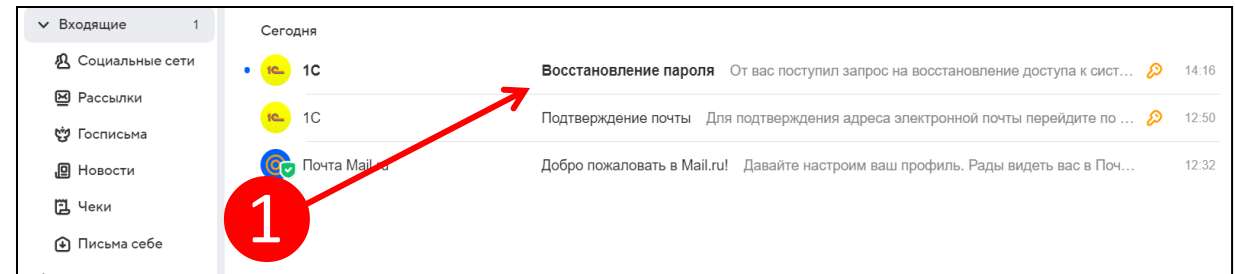 Входящие 1
Социальные сети
Рассылки
Госписьма
Новости
Чеки
Письма себе
Сегодня
1С 1С Восстановление пароля От вас поступил запрос на восстановление доступа к сист... 14:16
1С 1С Подтверждение почты Для подтверждения адреса электронной почты перейдите по ... 12:50
Почта Mail.ru Добро пожаловать в Mail.ru! Давайте настроим ваш профиль. Рады видеть вас в Поч... 12:32
1